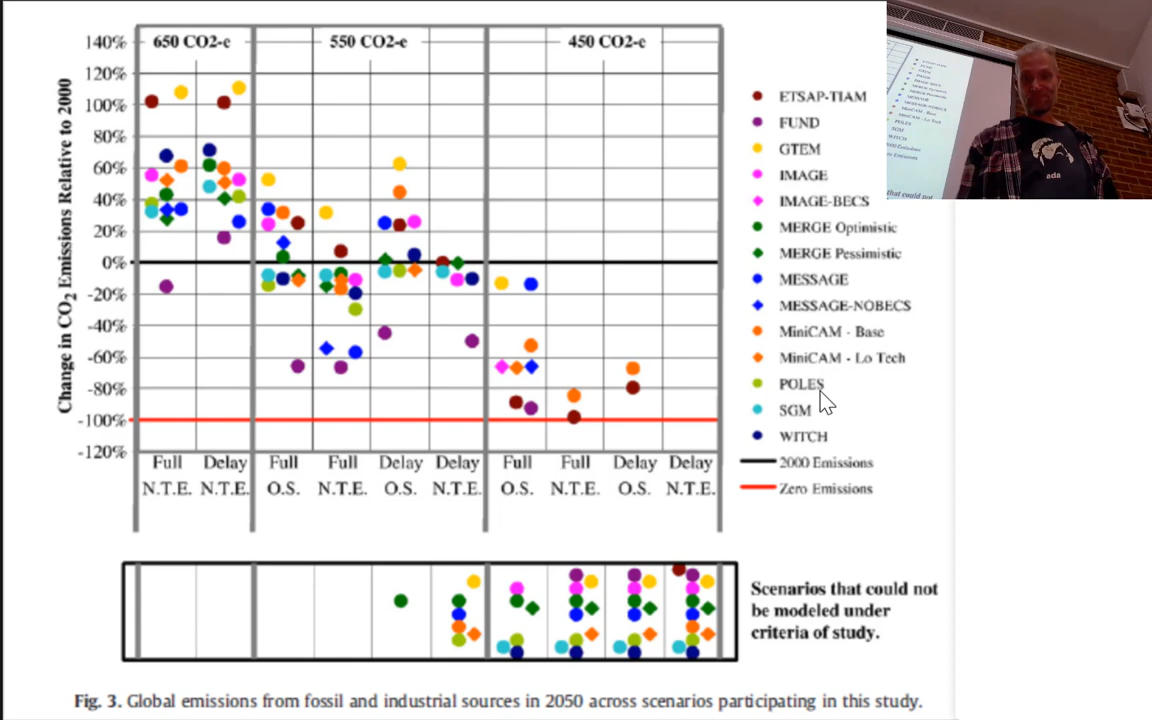 650 CO2-e 550 CO2-e 450 CO2-e
140%
120%
100%
80%
60%
40%
20%
0%
-20%
-40%
-60%
-80%
-100%
-120%
Change in CO2 Emissions Relative to 2000
Full Delay Full Full Delay Delay Full Full Delay Delay
N.T.E. N.T.E. O.S. N.T.E. O.S. N.T.E. O.S. N.T.E. O.S. N.T.E.
ETSAP-TIAM
FUND
GTEM
IMAGE
IMAGE-BECS
MERGE Optimistic
MERGE Pessimistic
MESSAGE
MESSAGE-NOBECS
MiniCAM - Base
MiniCAM - Lo Tech
POLES
SGM
WITCH
2000 Emissions
Zero Emissions
Scenarios that could not
be modeled under
criteria of study.
Fig. 3. Global emissions from fossil and industrial sources in 2050 across scenarios participating in this study.
ada